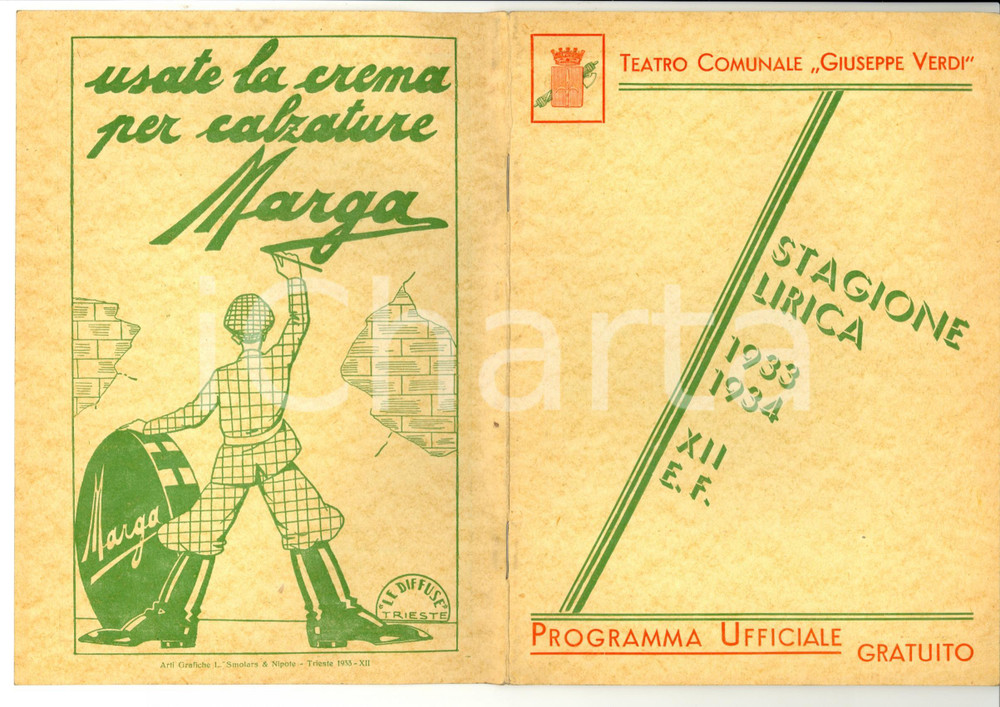 usate la crema
per calzature
Marga
Marga
"LE DIFFUSE"
TRIESTE
Arti Grafiche L. Smolars & Nipote - Trieste 1933 - XII
TEATRO COMUNALE „GIUSEPPE VERDI"
STAGIONE
LIRICA
1933
1934
XII
E. F.
PROGRAMMA UFFICIALE
GRATUITO
iCharta